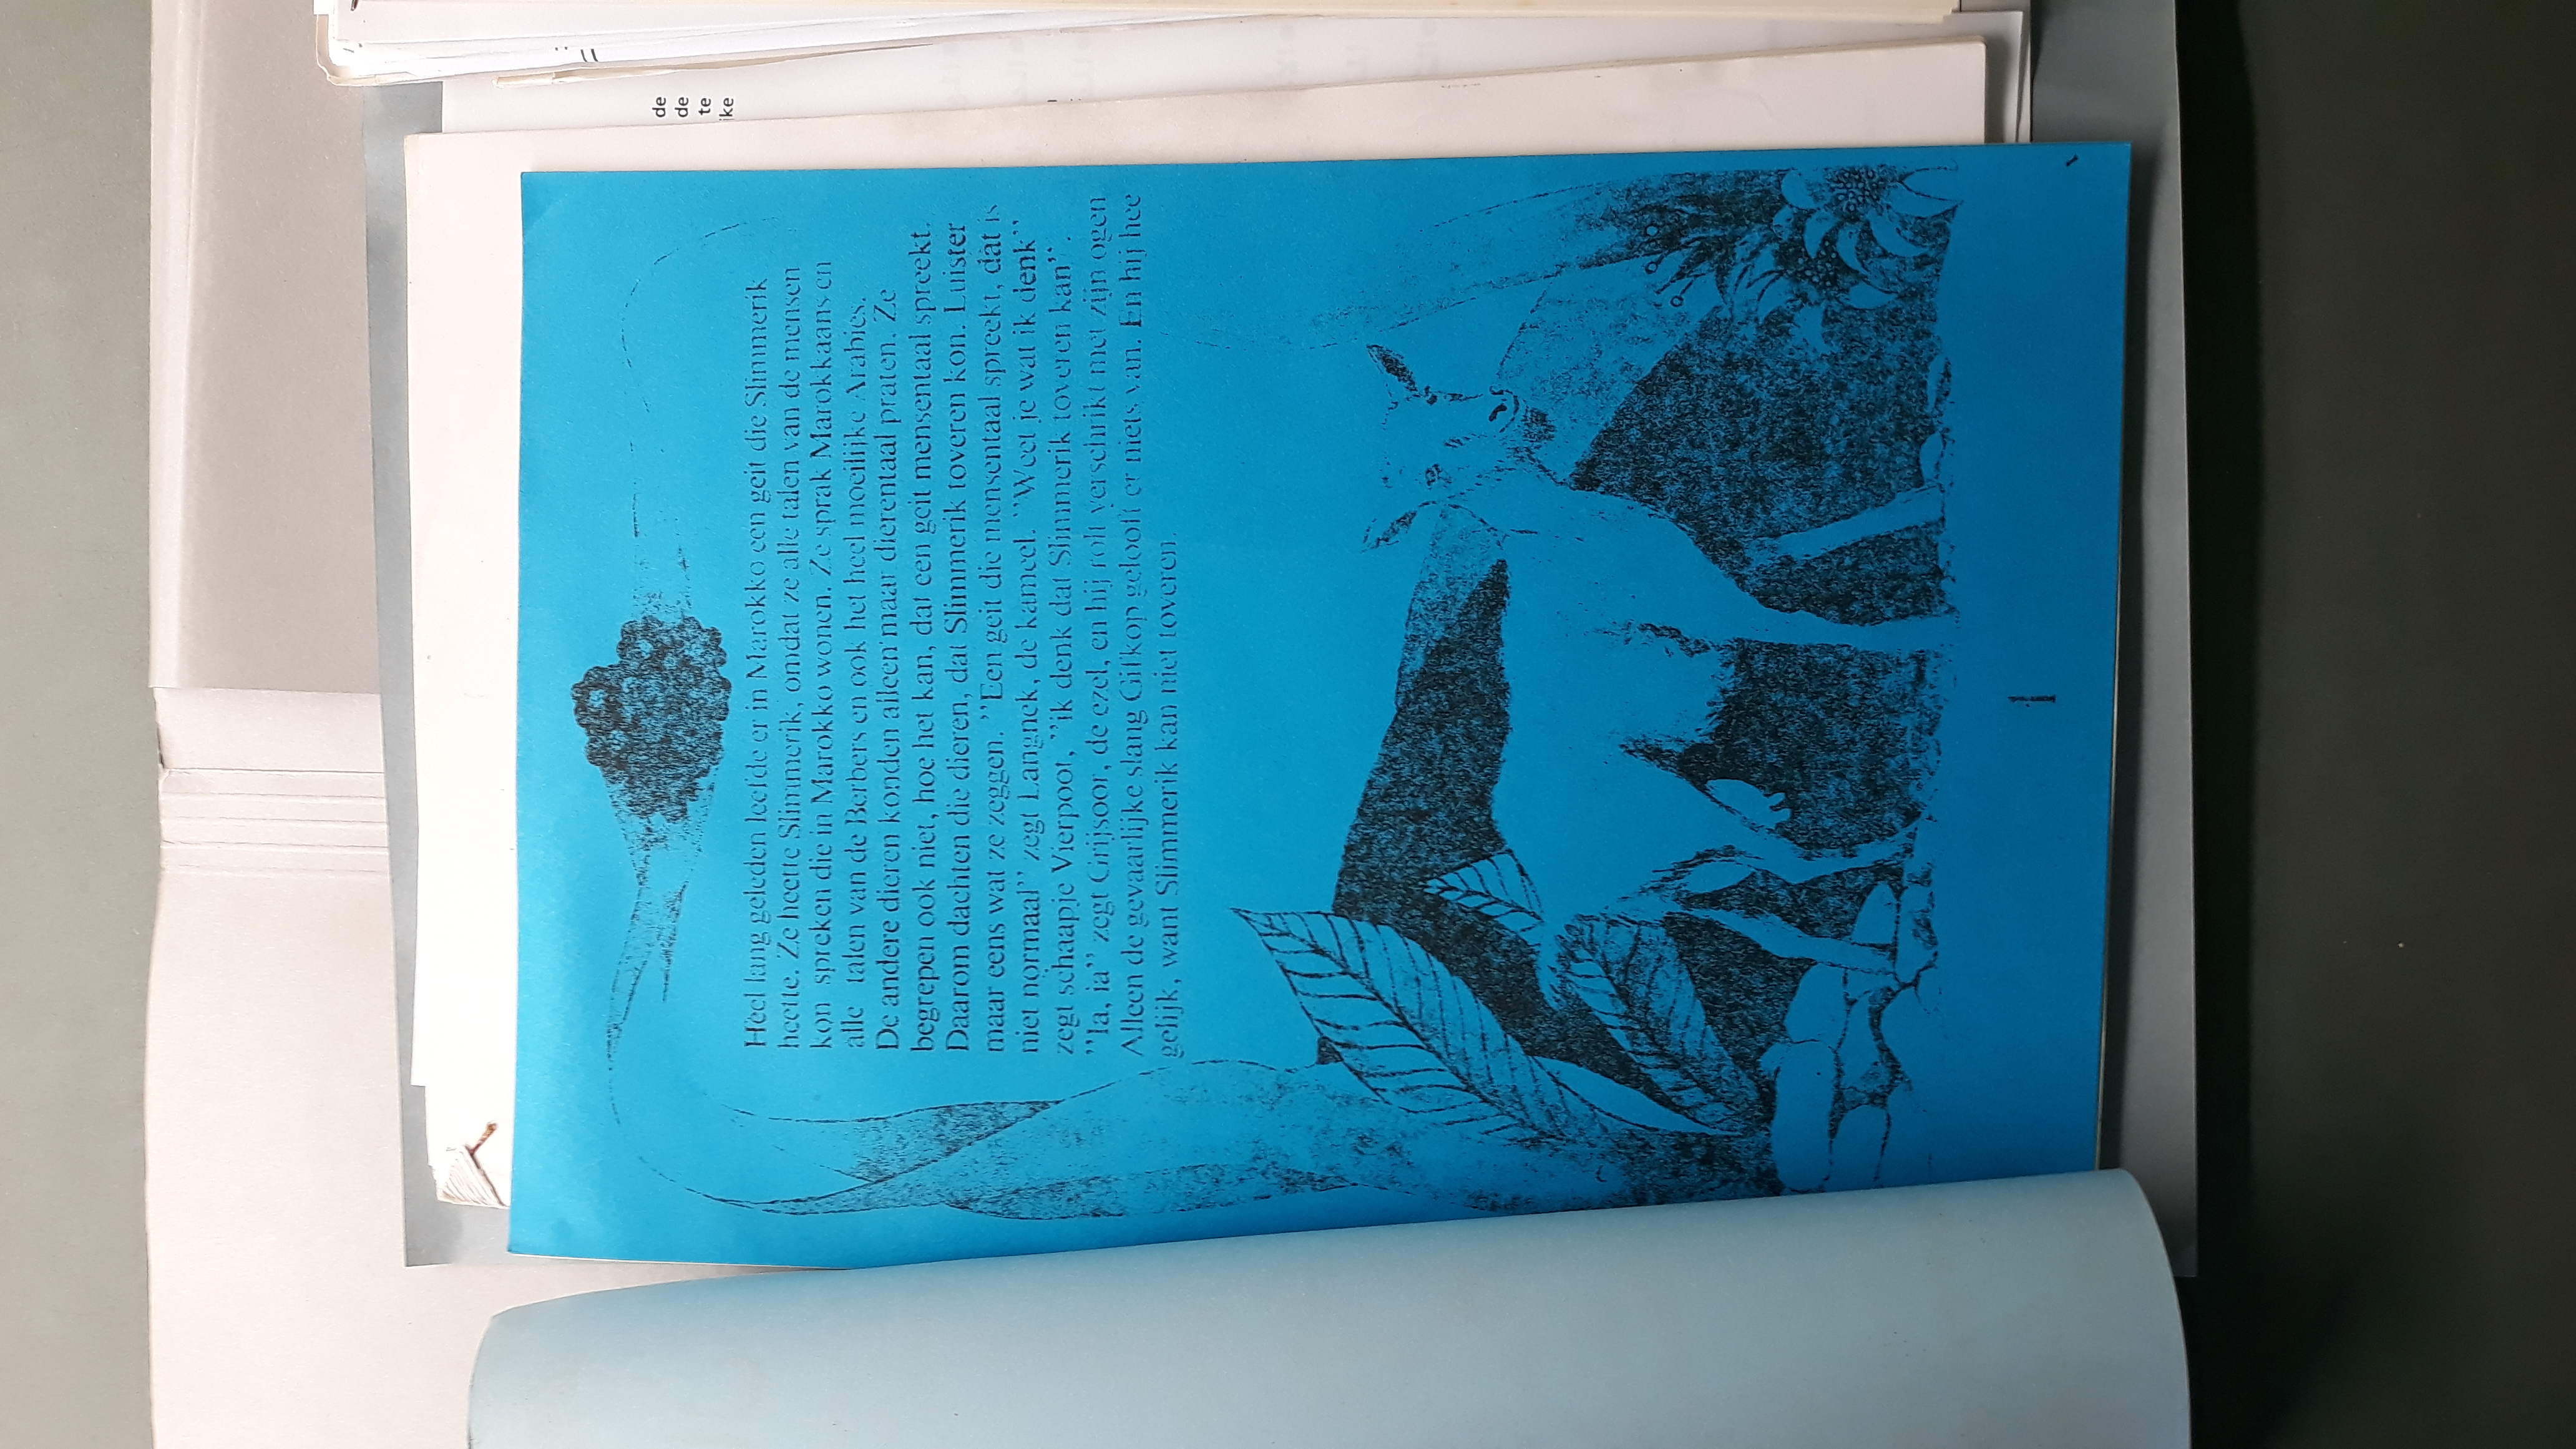 Heel lang geleden leefde er in Marokko een geit die Slimmerik
heette. Ze heette Slimmerik, omdat ze alle talen van de mensen
kon spreken die in Marokko wonen. Ze sprak Marokkaans en
alle talen van de Berbers en ook het heel moeilijke Arabies.
De andere dieren konden alleen maar dierentaal praten. Ze
begrepen ook niet, hoe het kan, dat een geit mensentaal spreekt.
Daarom dachten die dieren, dat Slimmerik toveren kon. Luister
maar eens wat ze zeggen. "Een geit die mensentaal spreekt, dat is
niet normaal" zegt Langnek, de kameel. "Weet je wat ik denk"
zegt schaapje Vierpoot, "ik denk dat Slimmerik toveren kan".
"Ia, ia" zegt Grijsoor, de ezel, en hij rolt verschrikt met zijn ogen
Alleen de gevaarlijke slang Gifkop gelooft er niets van. En hij hee
gelijk, want Slimmerik kan niet toveren.
de
de
te
ike